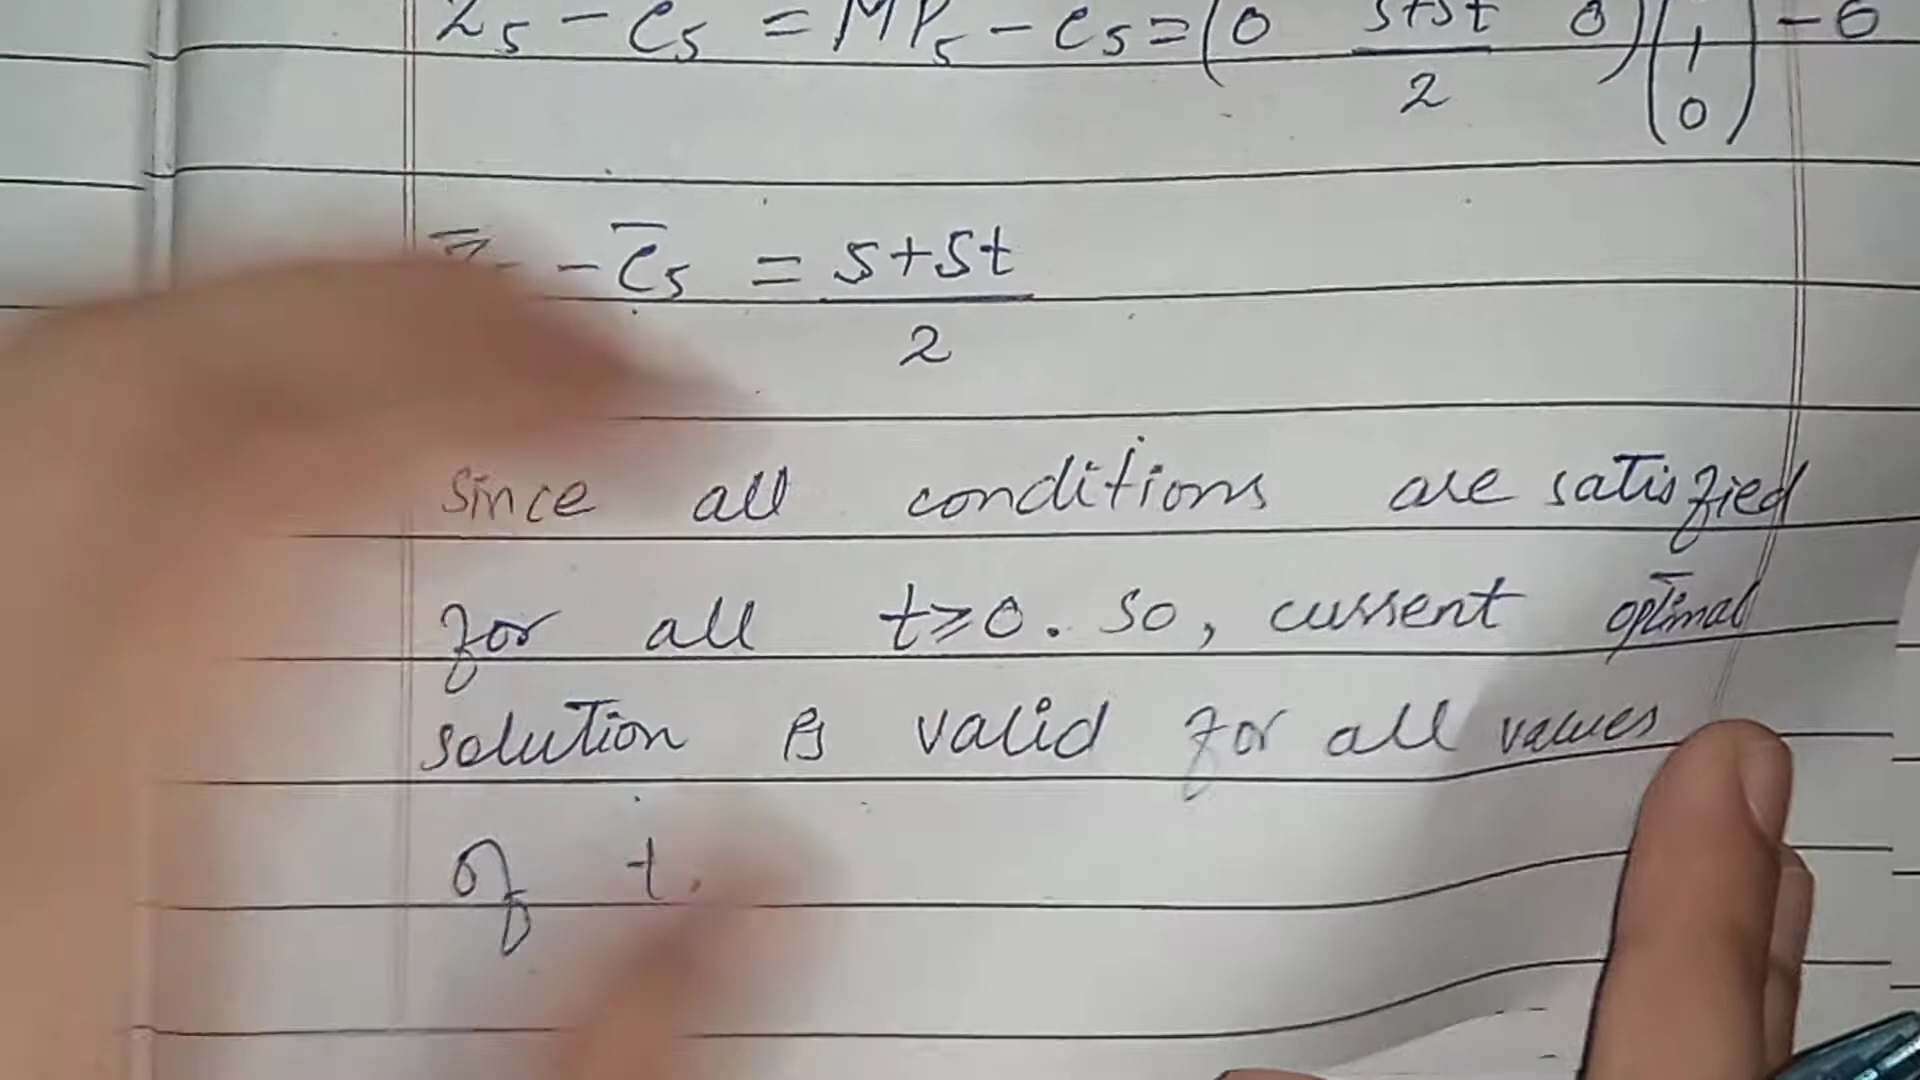 Z5 - C5 = MP5 - C5 = (0 5+5t/2 0) (0 1 0) - 0
- C̄5 = 5+5t/2
Since all conditions are satisfied
for all t≥0. So, current optimal
solution is valid for all values
of t.